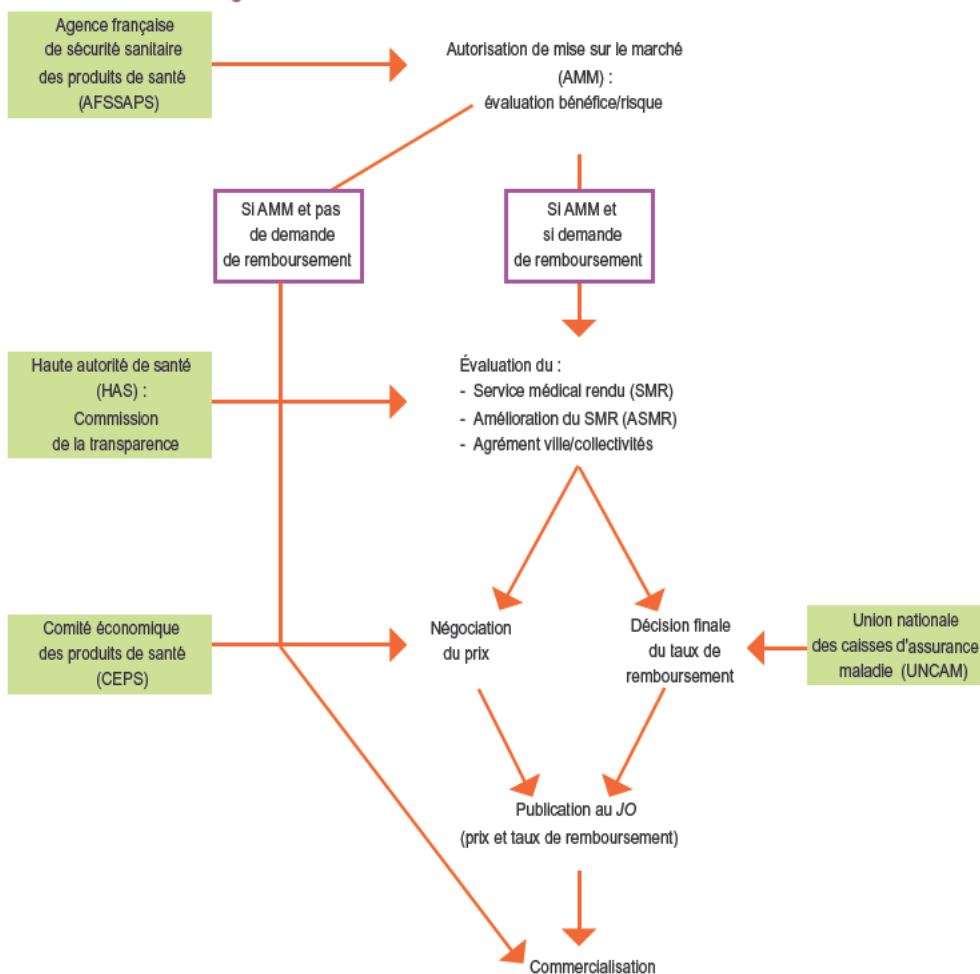 Agence française
de sécurité sanitaire
des produits de santé
(AFSSAPS)
Autorisation de mise sur le marché
(AMM) :
évaluation bénéfice/risque
Si AMM et pas
de demande
de remboursement
Si AMM et
si demande
de remboursement
Haute autorité de santé
(HAS) :
Commission
de la transparence
Évaluation du :
- Service médical rendu (SMR)
- Amélioration du SMR (ASMR)
- Agrément ville/collectivités
Comité économique
des produits de santé
(CEPS)
Négociation
du prix
Décision finale
du taux de
remboursement
Union nationale
des caisses d'assurance
maladie (UNCAM)
Publication au JO
(prix et taux de remboursement)
Commercialisation